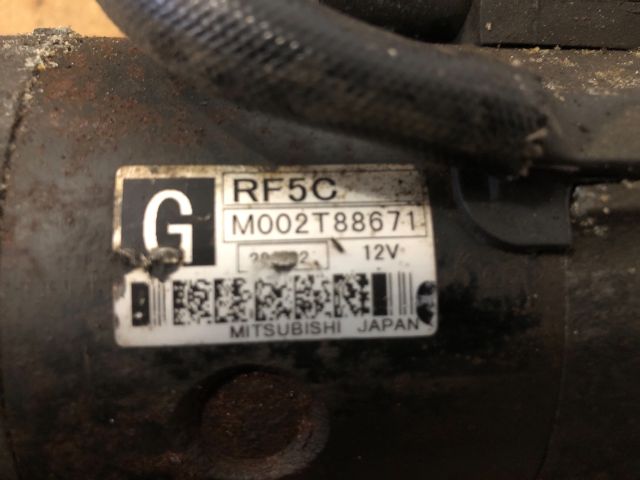 G
RF5C
M002T88671
12V
MITSUBISHI JAPAN